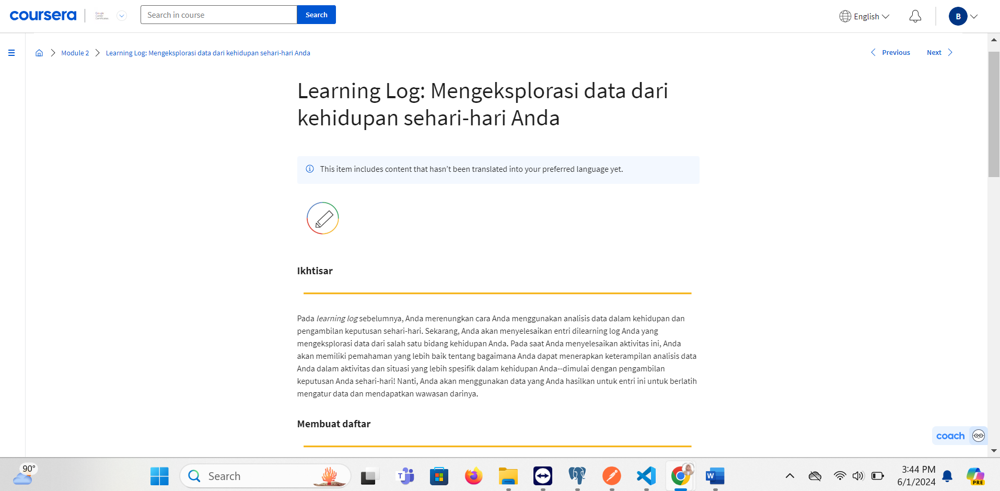 coursera
Google
Career
Certificates
Search in course
Search
English
B
Module 2
Learning Log: Mengeksplorasi data dari kehidupan sehari-hari Anda
Previous
Next
Learning Log: Mengeksplorasi data dari
kehidupan sehari-hari Anda
This item includes content that hasn’t been translated into your preferred language yet.
Ikhtisar
Pada learning log sebelumnya, Anda merenungkan cara Anda menggunakan analisis data dalam kehidupan dan
pengambilan keputusan sehari-hari. Sekarang, Anda akan menyelesaikan entri dilearning log Anda yang
mengeksplorasi data dari salah satu bidang kehidupan Anda. Pada saat Anda menyelesaikan aktivitas ini, Anda
akan memiliki pemahaman yang lebih baik tentang bagaimana Anda dapat menerapkan keterampilan analisis data
Anda dalam aktivitas dan situasi yang lebih spesifik dalam kehidupan Anda--dimulai dengan pengambilan
keputusan Anda sehari-hari! Nanti, Anda akan menggunakan data yang Anda hasilkan untuk entri ini untuk berlatih
mengatur data dan mendapatkan wawasan darinya.
Membuat daftar
coach
90°
Search
T
W
3:44 PM
6/1/2024
PRE